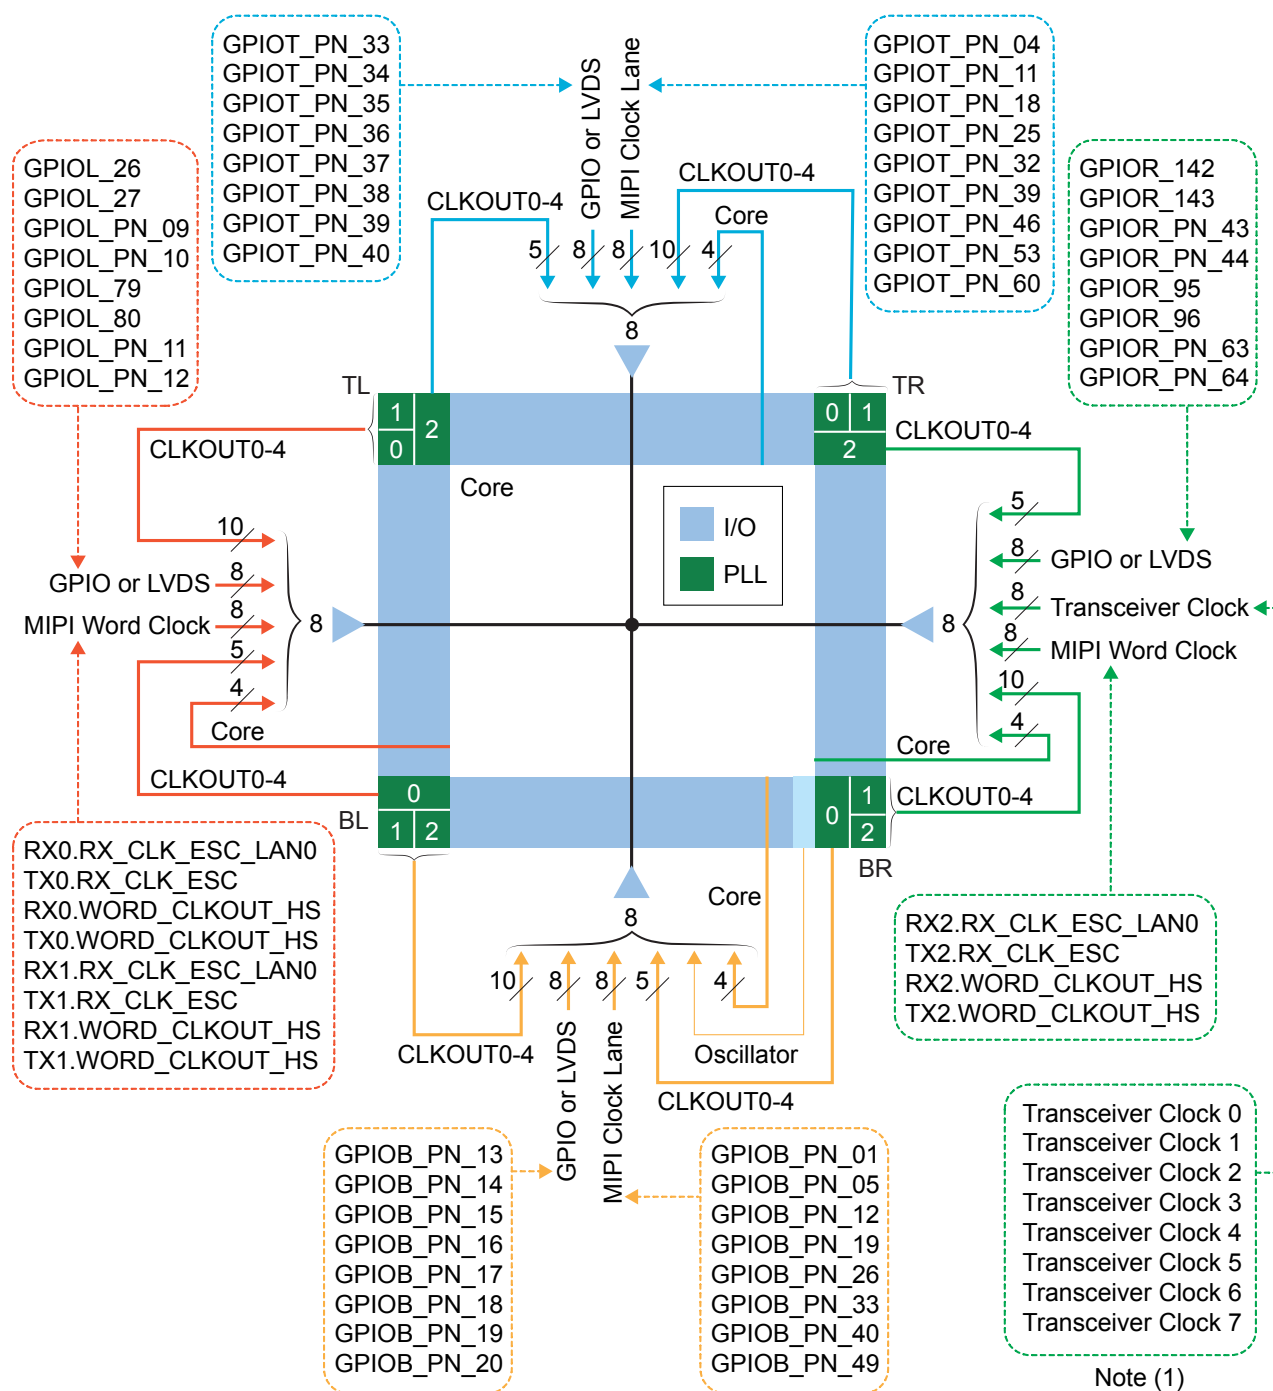 GPIOT_PN_33
GPIOT_PN_34
GPIOT_PN_35
GPIOT_PN_36
GPIOT_PN_37
GPIOT_PN_38
GPIOT_PN_39
GPIOT_PN_40
GPIO or LVDS
MIPI Clock Lane
GPIOT_PN_04
GPIOT_PN_11
GPIOT_PN_18
GPIOT_PN_25
GPIOT_PN_32
GPIOT_PN_39
GPIOT_PN_46
GPIOT_PN_53
GPIOT_PN_60
GPIOL_26
GPIOL_27
GPIOL_PN_09
GPIOL_PN_10
GPIOL_79
GPIOL_80
GPIOL_PN_11
GPIOL_PN_12
GPIOR_142
GPIOR_143
GPIOR_PN_43
GPIOR_PN_44
GPIOR_95
GPIOR_96
GPIOR_PN_63
GPIOR_PN_64
CLKOUT0-4
CLKOUT0-4
Core
5
8
8
10
4
8
TL
TR
1
0
2
0
1
2
CLKOUT0-4
CLKOUT0-4
Core
I/O
PLL
10
GPIO or LVDS
8
MIPI Word Clock
8
5
4
8
Core
CLKOUT0-4
5
8
GPIO or LVDS
8
Transceiver Clock
8
MIPI Word Clock
10
4
8
Core
CLKOUT0-4
BL
0
1
2
0
1
2
BR
RX0.RX_CLK_ESC_LAN0
TX0.RX_CLK_ESC
RX0.WORD_CLKOUT_HS
TX0.WORD_CLKOUT_HS
RX1.RX_CLK_ESC_LAN0
TX1.RX_CLK_ESC
RX1.WORD_CLKOUT_HS
TX1.WORD_CLKOUT_HS
8
Core
10
8
8
5
4
CLKOUT0-4
GPIO or LVDS
MIPI Clock Lane
Oscillator
CLKOUT0-4
RX2.RX_CLK_ESC_LAN0
TX2.RX_CLK_ESC
RX2.WORD_CLKOUT_HS
TX2.WORD_CLKOUT_HS
GPIOB_PN_13
GPIOB_PN_14
GPIOB_PN_15
GPIOB_PN_16
GPIOB_PN_17
GPIOB_PN_18
GPIOB_PN_19
GPIOB_PN_20
GPIOB_PN_01
GPIOB_PN_05
GPIOB_PN_12
GPIOB_PN_19
GPIOB_PN_26
GPIOB_PN_33
GPIOB_PN_40
GPIOB_PN_49
Transceiver Clock 0
Transceiver Clock 1
Transceiver Clock 2
Transceiver Clock 3
Transceiver Clock 4
Transceiver Clock 5
Transceiver Clock 6
Transceiver Clock 7
Note (1)